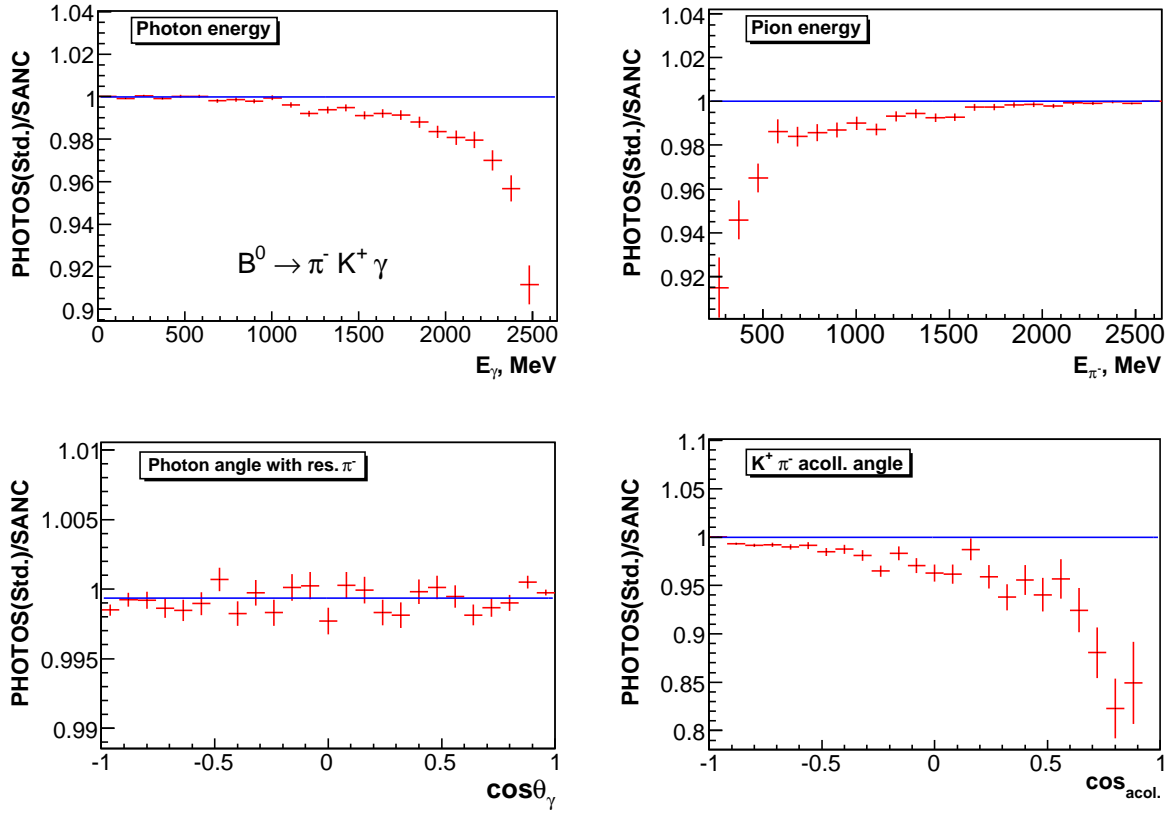 Photon energy
PHOTOS(Std.)/SANC
1.04
1.02
1
0.98
0.96
0.94
0.92
0.9
B⁰ → π⁻ K⁺ γ
0 500 1000 1500 2000 2500
E_γ, MeV
Pion energy
PHOTOS(Std.)/SANC
1.04
1.02
1
0.98
0.96
0.94
0.92
500 1000 1500 2000 2500
E_π⁻, MeV
Photon angle with res. π⁻
PHOTOS(Std.)/SANC
1.01
1.005
1
0.995
0.99
-1 -0.5 0 0.5 1
cosθ_γ
K⁺ π⁻ acoll. angle
PHOTOS(Std.)/SANC
1.1
1.05
1
0.95
0.9
0.85
0.8
-1 -0.5 0 0.5 1
cos_acol.